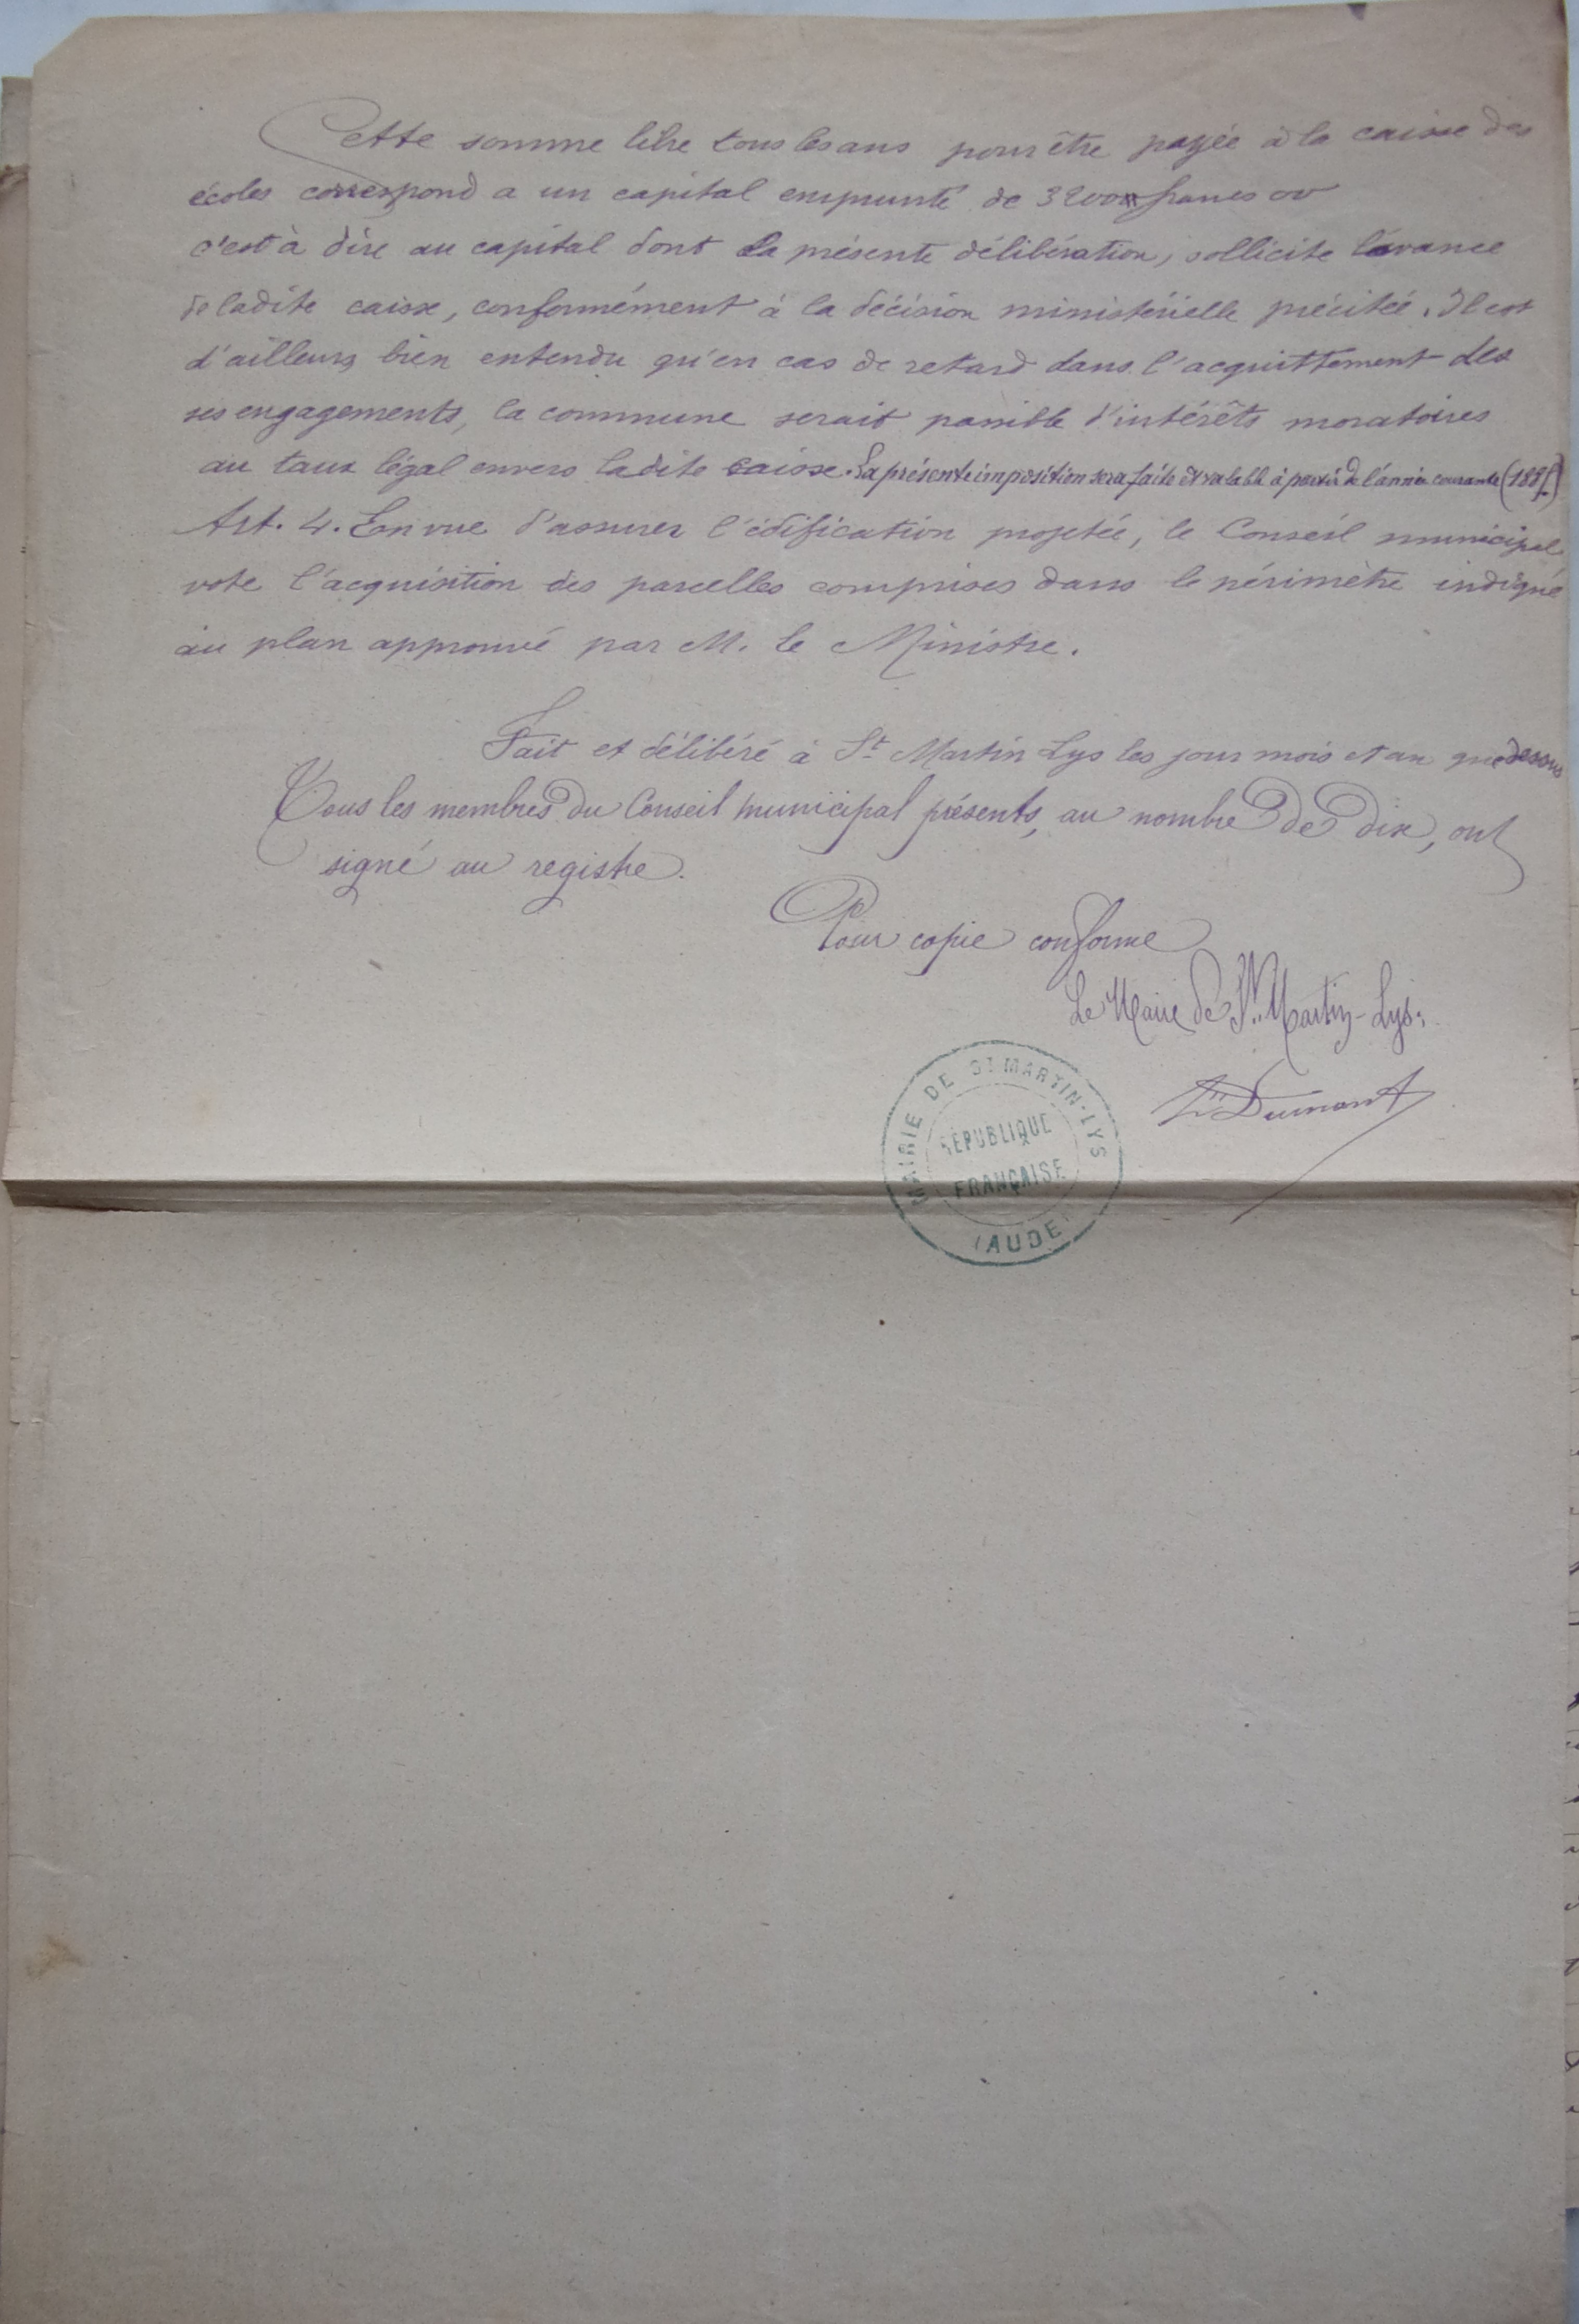 Cette somme libre tous les ans pour être payée à la caisse des
écoles correspond a un capital emprunté de francs
c'est à dire au capital dont la présente délibération, sollicite l'avance
de ladite caisse, conformément à la décision ministérielle précitée. Il est
d'ailleurs bien entendu qu'en cas de retard dans l'acquittement des
ses engagements, la commune serait passible d'intérêts moratoires
au taux légal envers ladite caisse. La présente imposition sera faite et valable à partir de l'année courante
Art. 4. En vue d'assurer l'édification projetée, le Conseil municipal
vote l'acquisition des parcelles comprises dans le périmètre indiqué
au plan approuvé par M. le Ministre.
Fait et délibéré à St Martin Lys les jour mois et an que dessus
Tous les membres du Conseil municipal présents, au nombre de dix, ont
signé au registre.
Pour copie conforme
Le Maire de St Martin-Lys,
Dumont
MAIRIE DE ST MARTIN-LYS
RÉPUBLIQUE
FRANÇAISE
(AUDE)